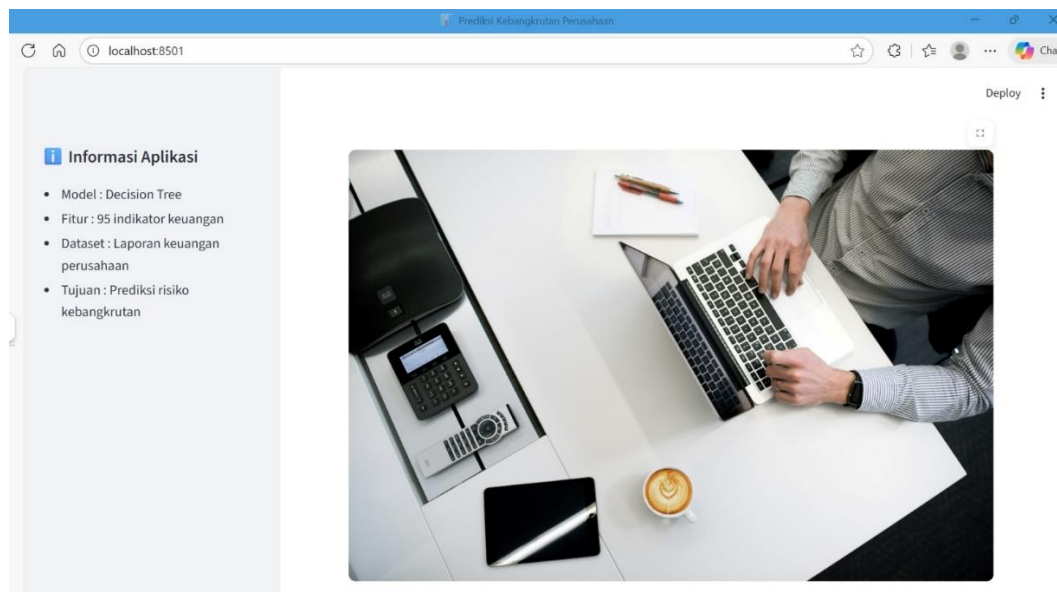 Prediksi Kebangkrutan Perusahaan
localhost:8501
Cha
Deploy
Informasi Aplikasi
Model : Decision Tree
Fitur : 95 indikator keuangan
Dataset : Laporan keuangan
perusahaan
Tujuan : Prediksi risiko
kebangkrutan